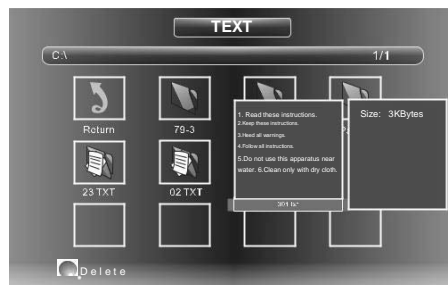 TEXT
C:\ 1/1
Return 79-3
1. Read these instructions.
2.Keep these instructions.
3.Heed all warnings.
4.Follow all instructions.
5.Do not use this apparatus near
water. 6.Clean only with dry cloth.
Size: 3KBytes
23 TXT 02 TXT
Delete